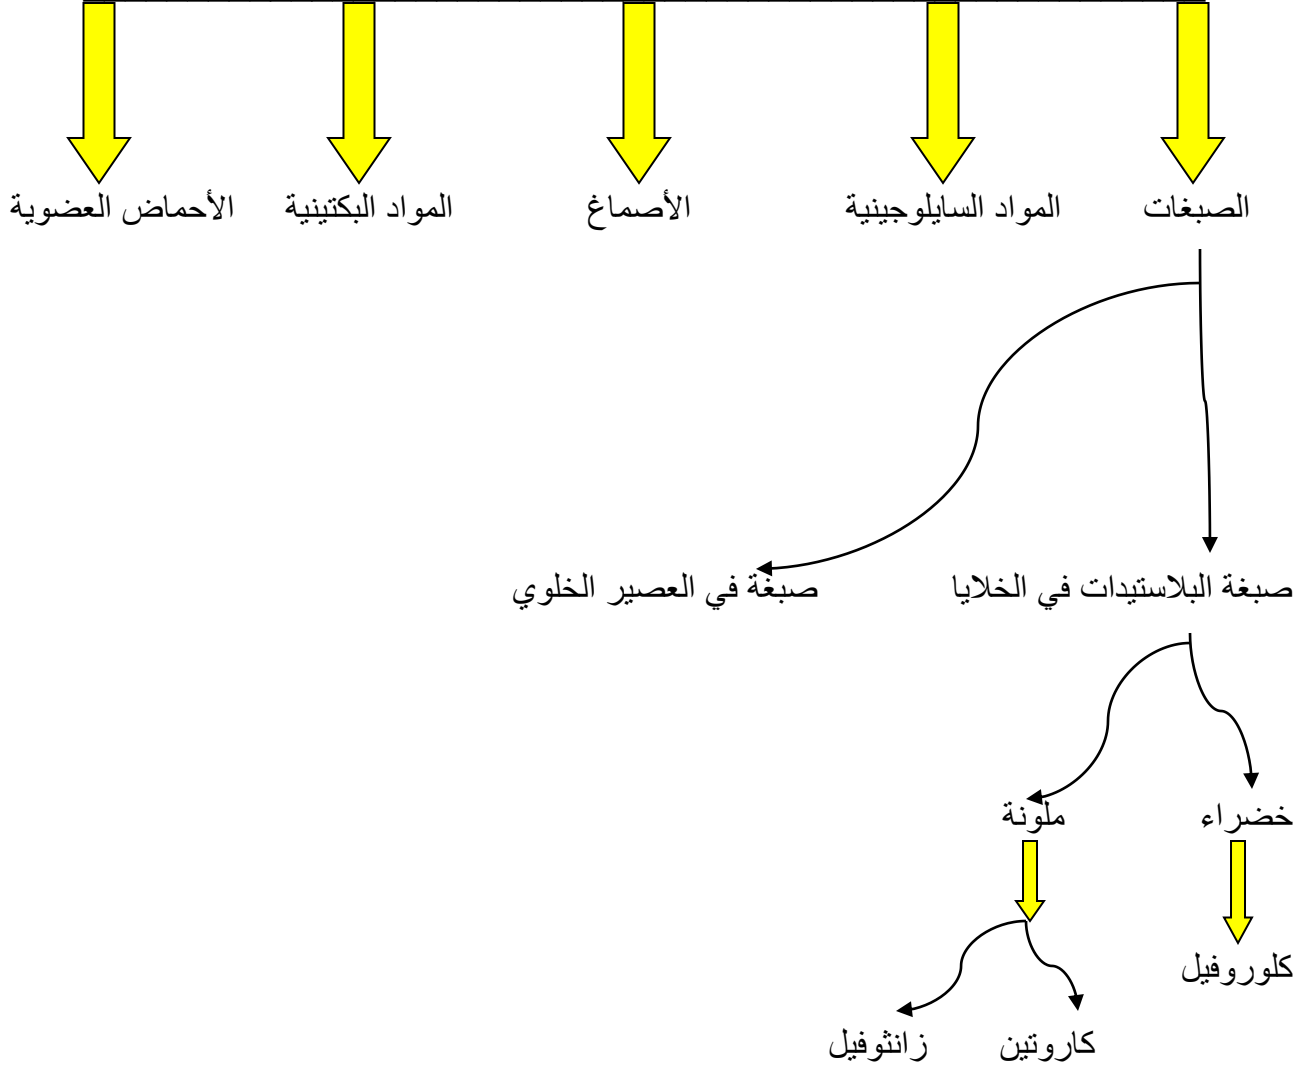 الصبغات المواد السايلوجينية الأصماغ المواد البكتينية الأحماض العضوية
صبغة البلاستيدات في الخلايا صبغة في العصير الخلوي
خضراء ملونة
كلوروفيل
كاروتين زانثوفيل